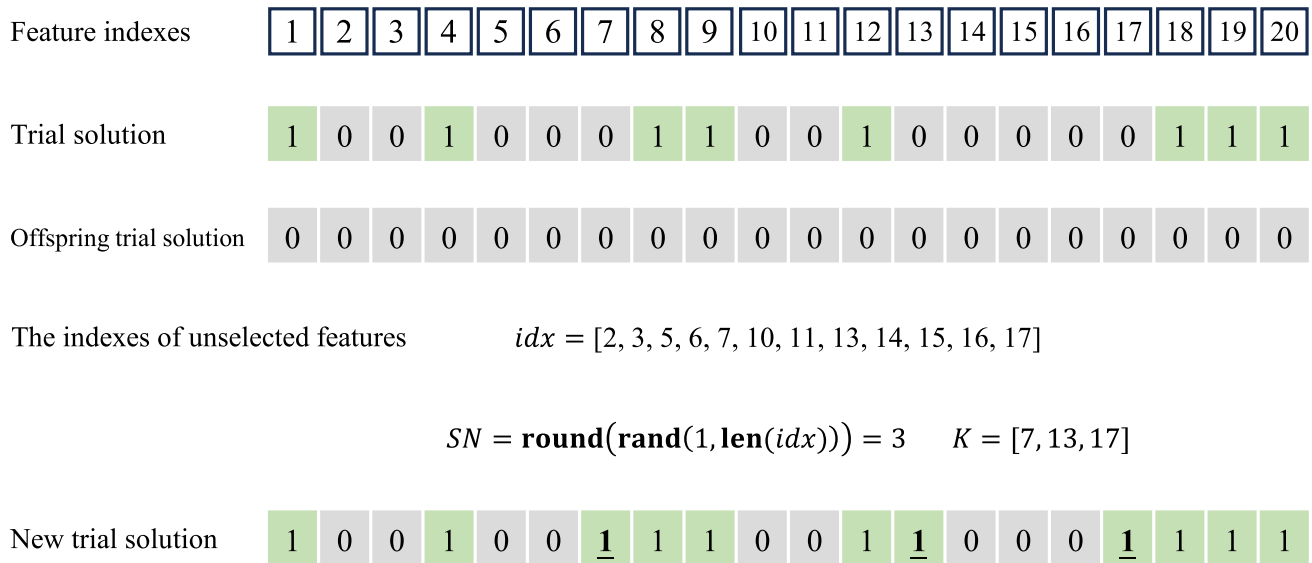 Feature indexes 1 2 3 4 5 6 7 8 9 10 11 12 13 14 15 16 17 18 19 20
Trial solution 1 0 0 1 0 0 0 1 1 0 0 1 0 0 0 0 0 1 1 1
Offspring trial solution 0 0 0 0 0 0 0 0 0 0 0 0 0 0 0 0 0 0 0 0
The indexes of unselected features idx = [2, 3, 5, 6, 7, 10, 11, 13, 14, 15, 16, 17]
SN = round(rand(1, len(idx))) = 3 K = [7, 13, 17]
New trial solution 1 0 0 1 0 0 1 1 1 0 0 1 1 0 0 0 1 1 1 1